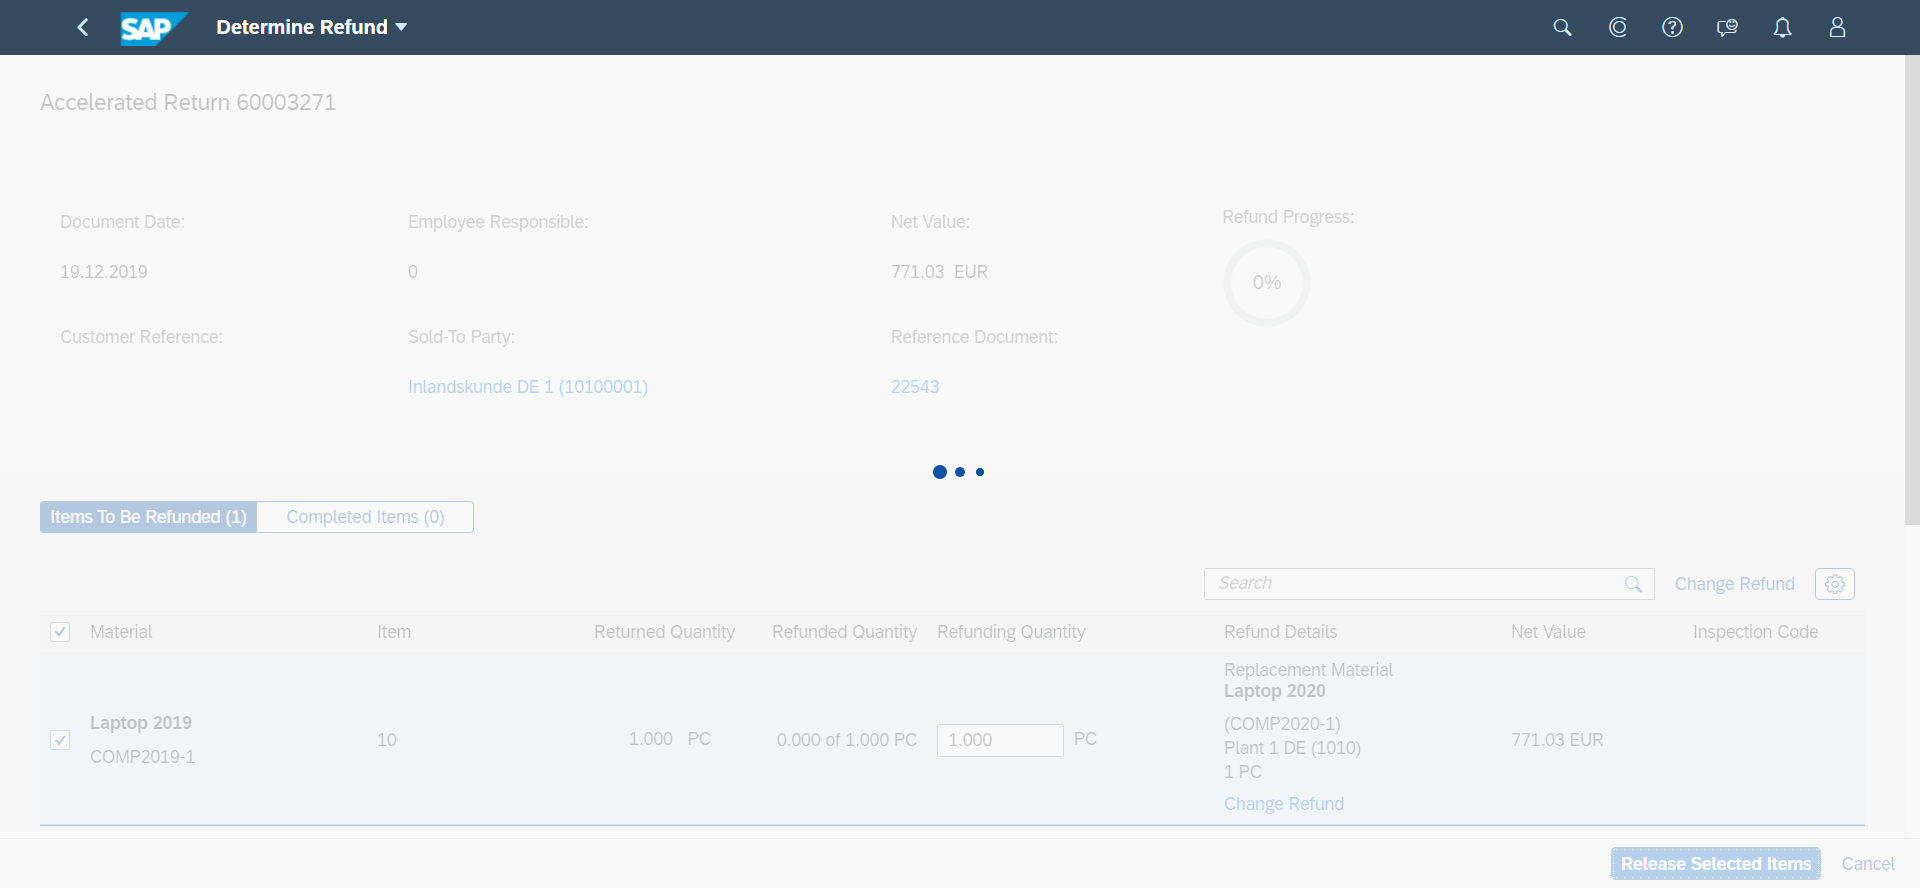 SAP Determine Refund
Accelerated Return 60003271
Document Date: Employee Responsible: Net Value: Refund Progress:
19.12.2019 0 771.03 EUR 0%
Customer Reference: Sold-To Party: Reference Document:
Inlandskunde DE 1 (10100001) 22543
Items To Be Refunded (1) Completed Items (0)
Search Change Refund
Material Item Returned Quantity Refunded Quantity Refunding Quantity Refund Details Net Value Inspection Code
Laptop 2019
COMP2019-1
10 1.000 PC 0.000 of 1.000 PC 1.000 PC
Replacement Material
Laptop 2020
(COMP2020-1)
Plant 1 DE (1010)
1 PC
Change Refund
771.03 EUR
Release Selected Items Cancel